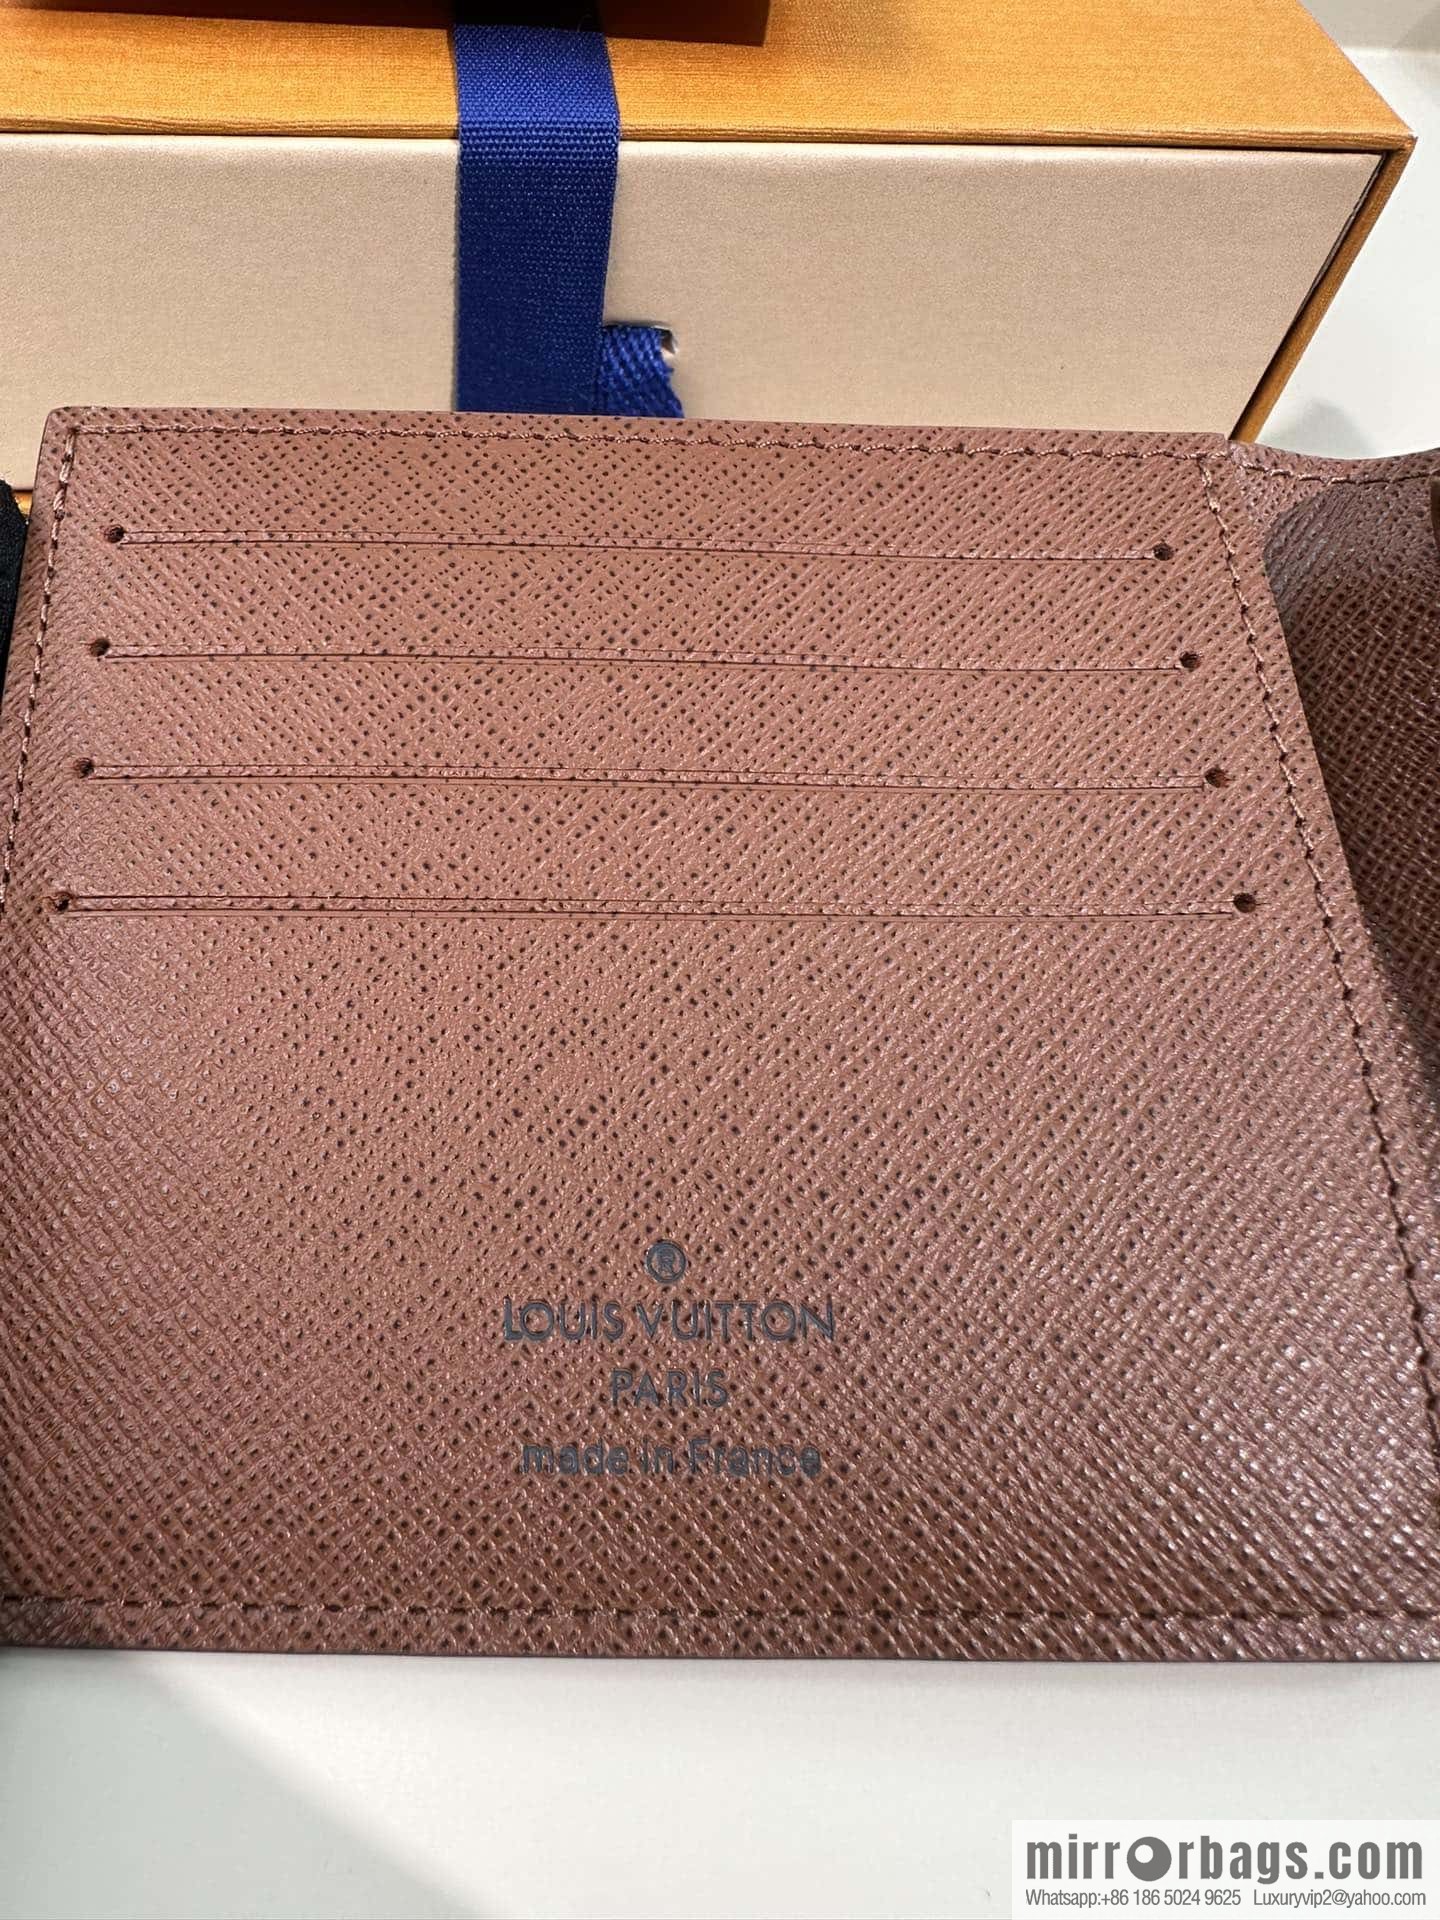 ®
LOUIS VUITTON
PARIS
made in France
mirrorbags.com
Whatsapp:+86 186 5024 9625 Luxuryvip2@yahoo.com